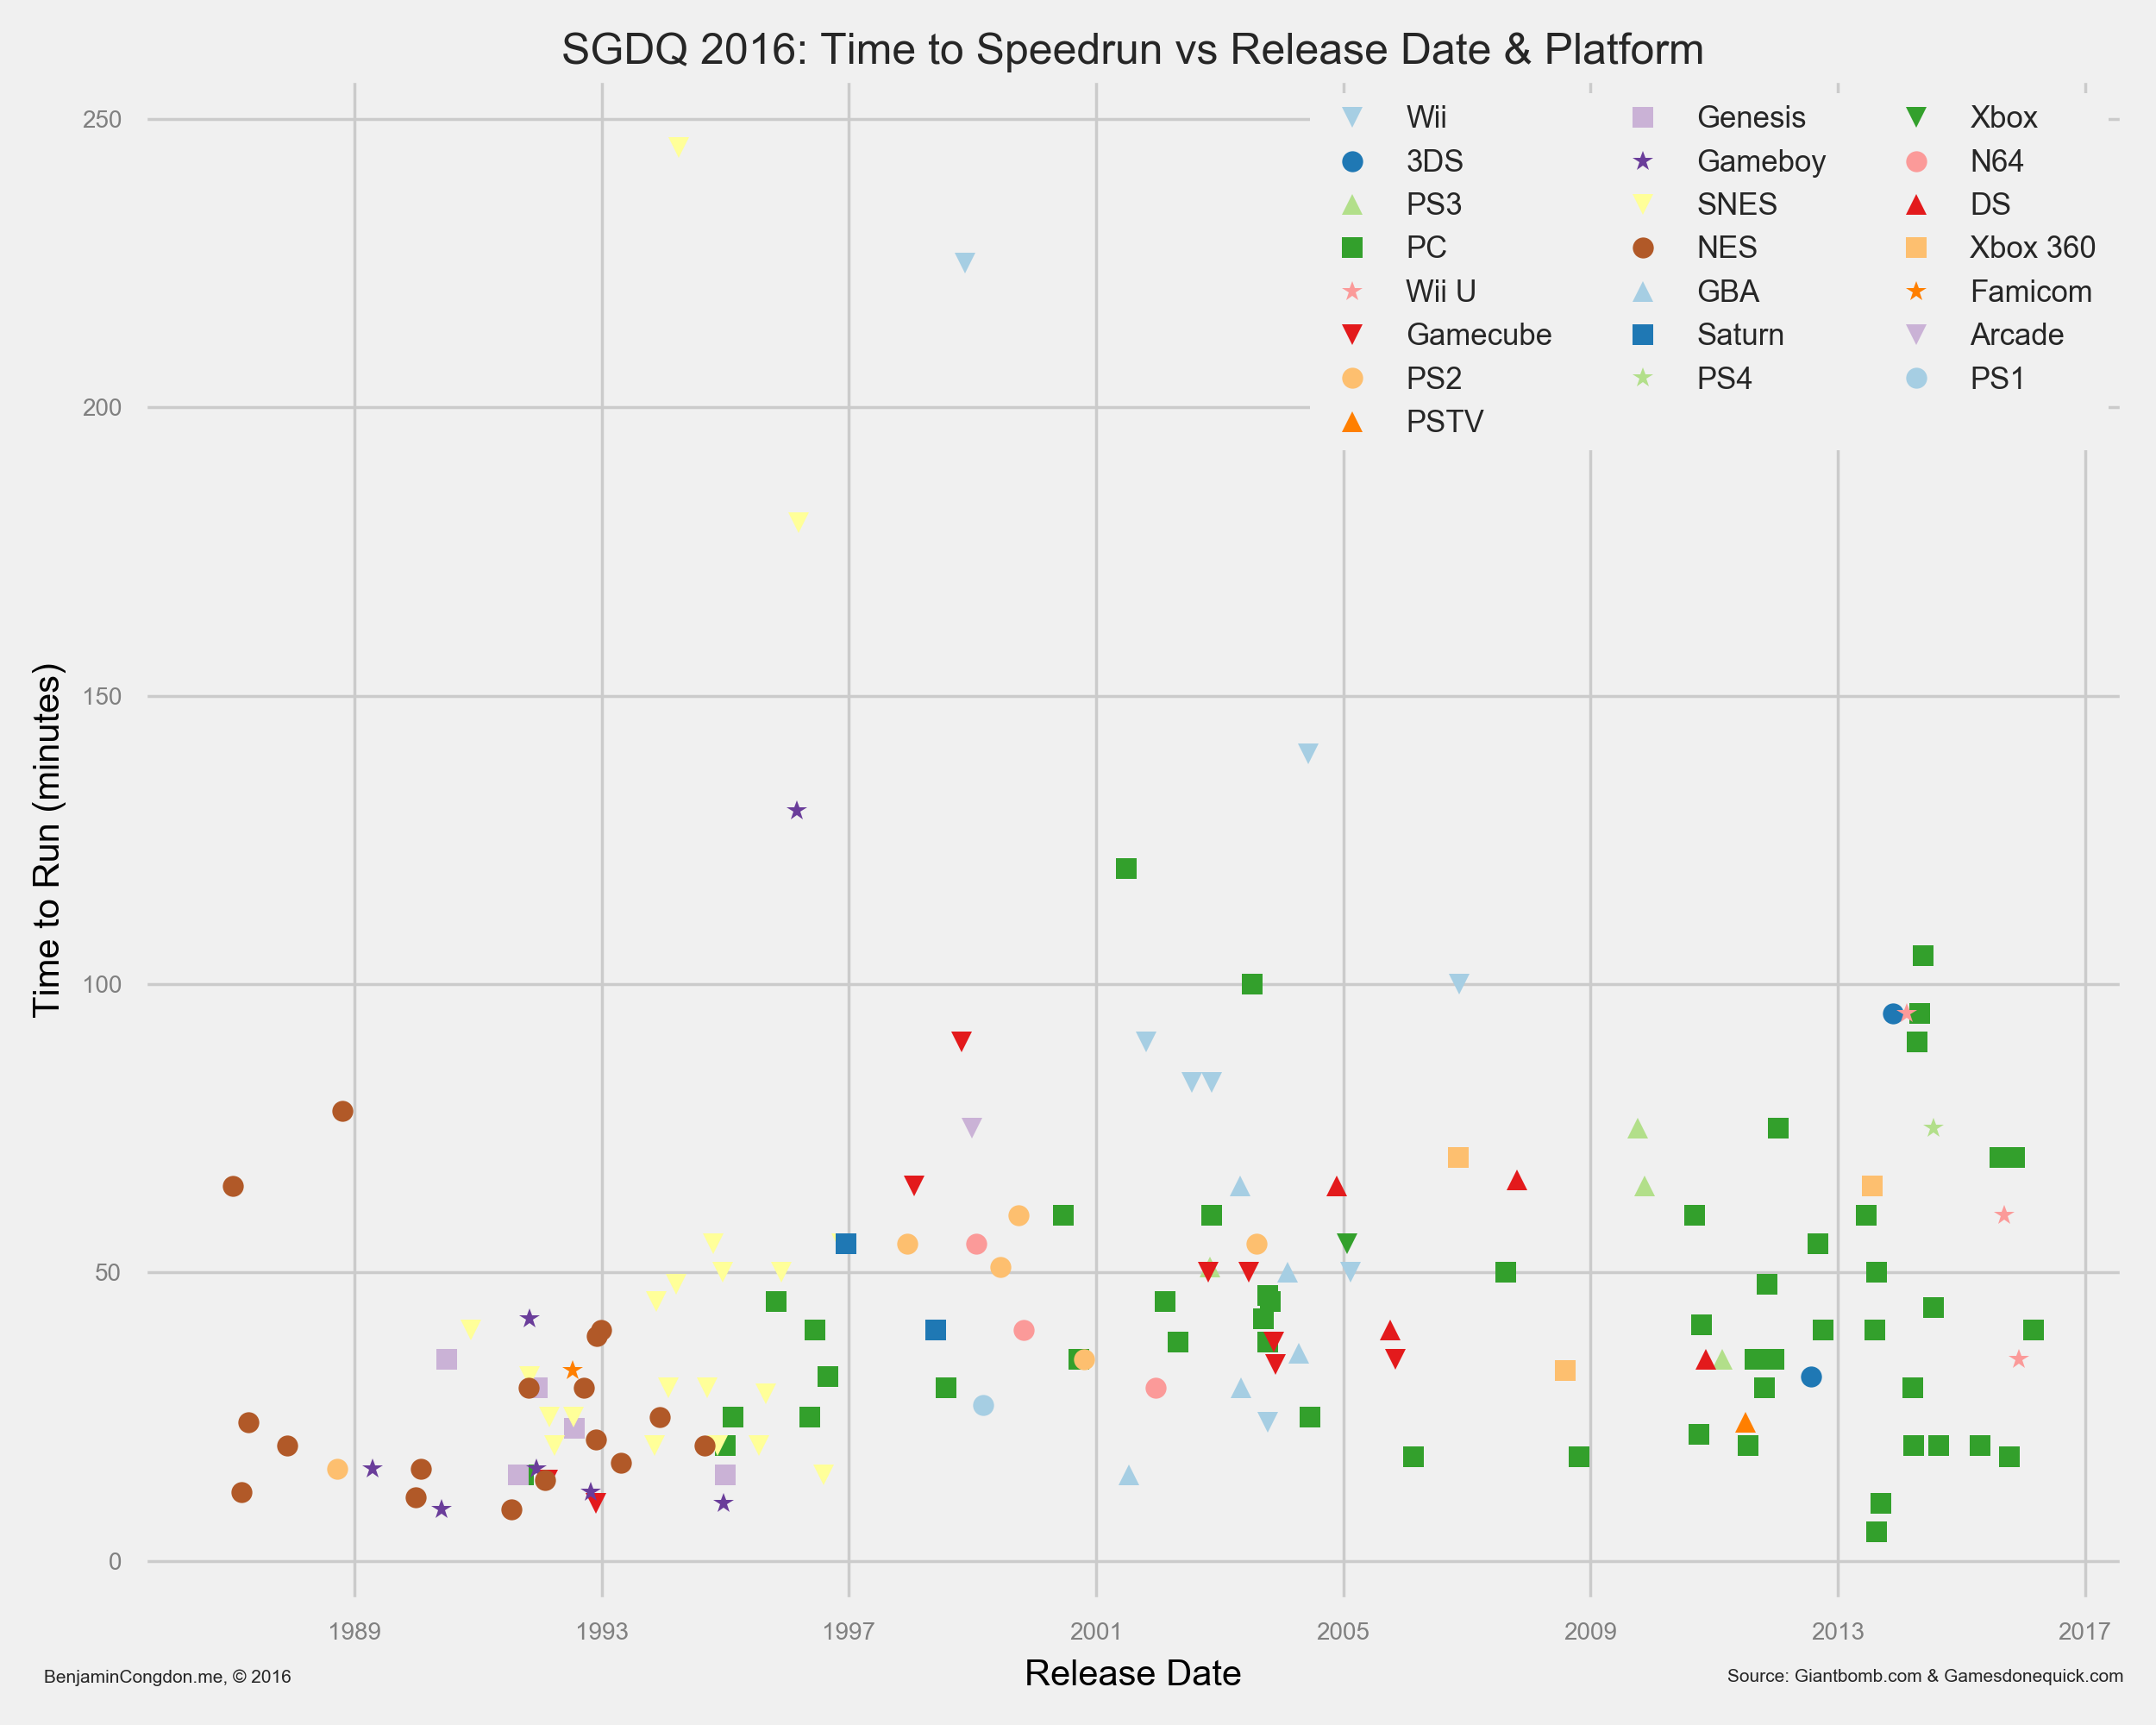 SGDQ 2016: Time to Speedrun vs Release Date & Platform
250
200
150
100
50
0
Time to Run (minutes)
Wii
3DS
PS3
PC
Wii U
Gamecube
PS2
PSTV
Genesis
Gameboy
SNES
NES
GBA
Saturn
PS4
Xbox
N64
DS
Xbox 360
Famicom
Arcade
PS1
1989 1993 1997 2001 2005 2009 2013 2017
Release Date
BenjaminCongdon.me, © 2016
Source: Giantbomb.com & Gamesdonequick.com